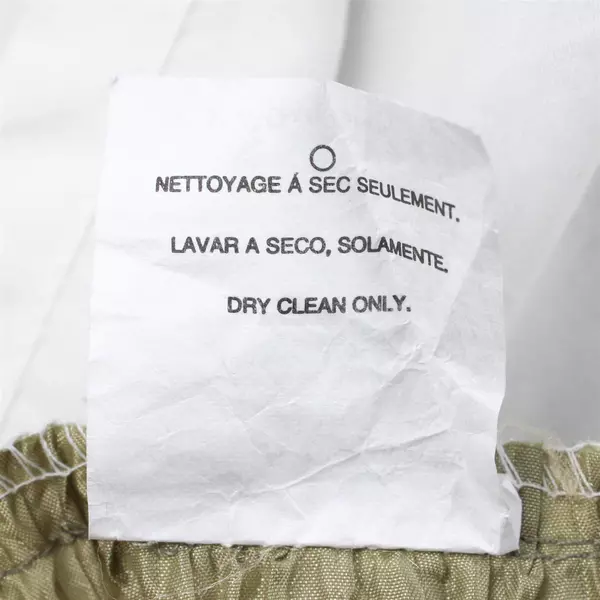 NETTOYAGE Á SEC SEULEMENT.
LAVAR A SECO, SOLAMENTE.
DRY CLEAN ONLY.